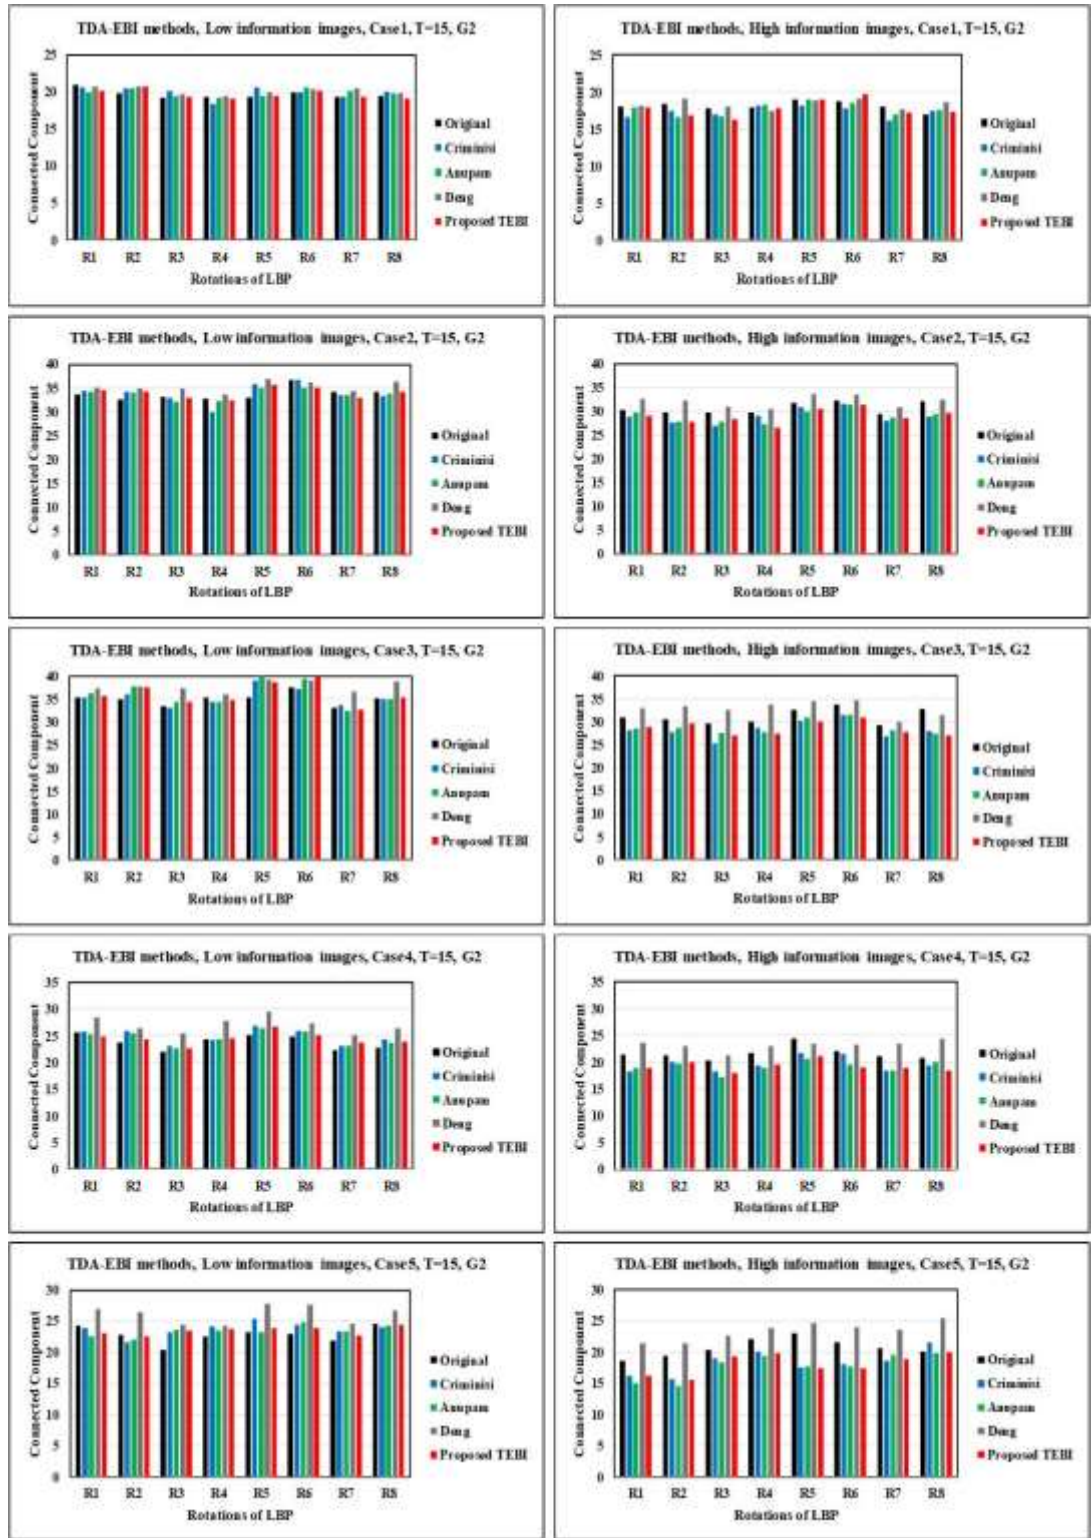 TDA-EBI methods, Low information images, Case1, T=15, G2
Connected Component
25
20
15
10
5
0
R1 R2 R3 R4 R5 R6 R7 R8
Rotations of LBP
Original
Criminisi
Anupam
Deng
Proposed TEBI
TDA-EBI methods, High information images, Case1, T=15, G2
Connected Component
25
20
15
10
5
0
R1 R2 R3 R4 R5 R6 R7 R8
Rotations of LBP
Original
Criminisi
Anupam
Deng
Proposed TEBI
TDA-EBI methods, Low information images, Case2, T=15, G2
Connected Component
40
35
30
25
20
15
10
5
0
R1 R2 R3 R4 R5 R6 R7 R8
Rotations of LBP
Original
Criminisi
Anupam
Deng
Proposed TEBI
TDA-EBI methods, High information images, Case2, T=15, G2
Connected Component
40
35
30
25
20
15
10
5
0
R1 R2 R3 R4 R5 R6 R7 R8
Rotations of LBP
Original
Criminisi
Anupam
Deng
Proposed TEBI
TDA-EBI methods, Low information images, Case3, T=15, G2
Connected Component
40
35
30
25
20
15
10
5
0
R1 R2 R3 R4 R5 R6 R7 R8
Rotations of LBP
Original
Criminisi
Anupam
Deng
Proposed TEBI
TDA-EBI methods, High information images, Case3, T=15, G2
Connected Component
40
35
30
25
20
15
10
5
0
R1 R2 R3 R4 R5 R6 R7 R8
Rotations of LBP
Original
Criminisi
Anupam
Deng
Proposed TEBI
TDA-EBI methods, Low information images, Case4, T=15, G2
Connected Component
35
30
25
20
15
10
5
0
R1 R2 R3 R4 R5 R6 R7 R8
Rotations of LBP
Original
Criminisi
Anupam
Deng
Proposed TEBI
TDA-EBI methods, High information images, Case4, T=15, G2
Connected Component
35
30
25
20
15
10
5
0
R1 R2 R3 R4 R5 R6 R7 R8
Rotations of LBP
Original
Criminisi
Anupam
Deng
Proposed TEBI
TDA-EBI methods, Low information images, Case5, T=15, G2
Connected Component
30
25
20
15
10
5
0
R1 R2 R3 R4 R5 R6 R7 R8
Rotations of LBP
Original
Criminisi
Anupam
Deng
Proposed TEBI
TDA-EBI methods, High information images, Case5, T=15, G2
Connected Component
30
25
20
15
10
5
0
R1 R2 R3 R4 R5 R6 R7 R8
Rotations of LBP
Original
Criminisi
Anupam
Deng
Proposed TEBI